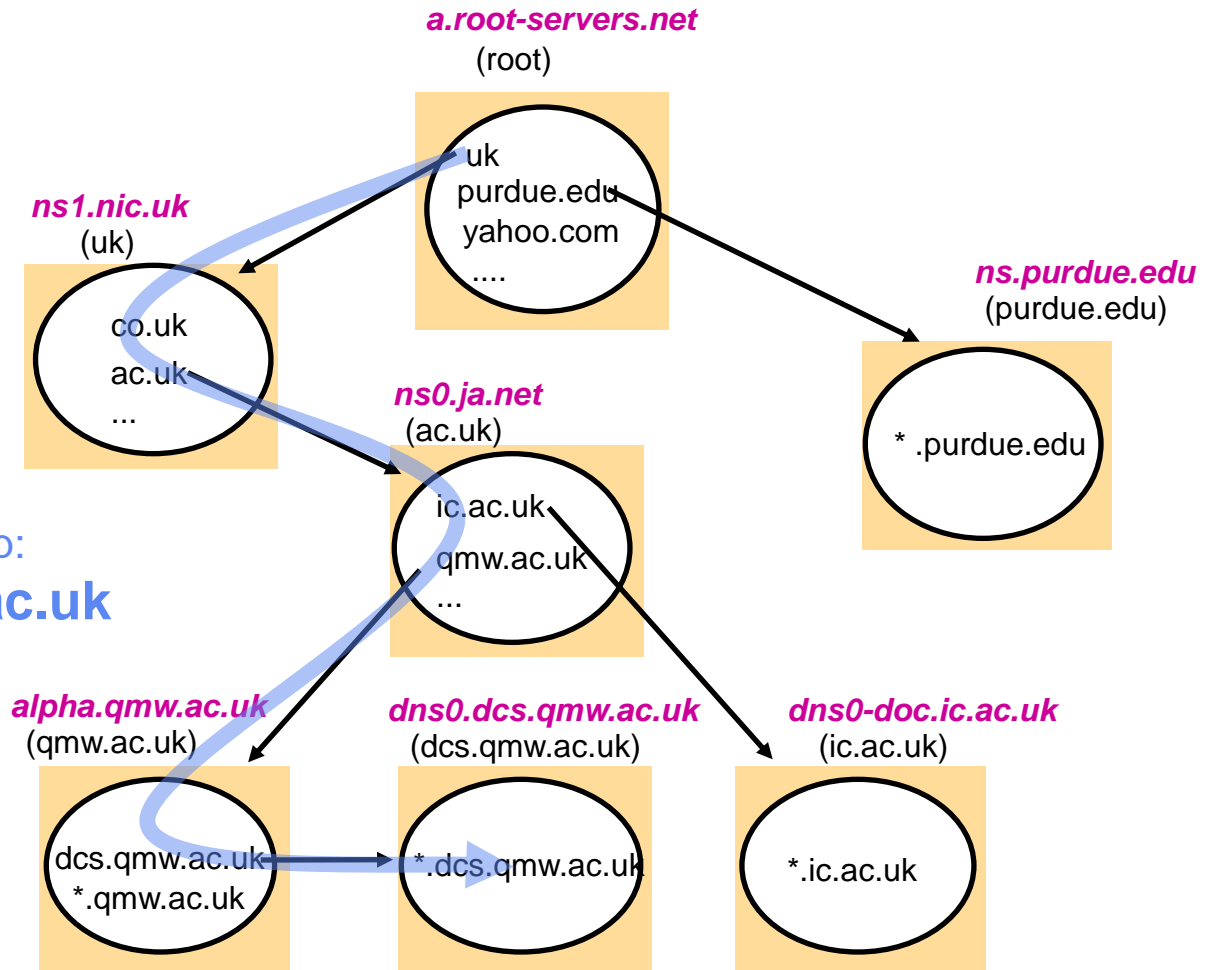 a.root-servers.net
(root)
uk
purdue.edu
yahoo.com
....
ns1.nic.uk
(uk)
co.uk
ac.uk
...
ns.purdue.edu
(purdue.edu)
* .purdue.edu
ns0.ja.net
(ac.uk)
ic.ac.uk
qmw.ac.uk
...
o:
ac.uk
alpha.qmw.ac.uk
(qmw.ac.uk)
dcs.qmw.ac.uk
*.qmw.ac.uk
dns0.dcs.qmw.ac.uk
(dcs.qmw.ac.uk)
*.dcs.qmw.ac.uk
dns0-doc.ic.ac.uk
(ic.ac.uk)
*.ic.ac.uk